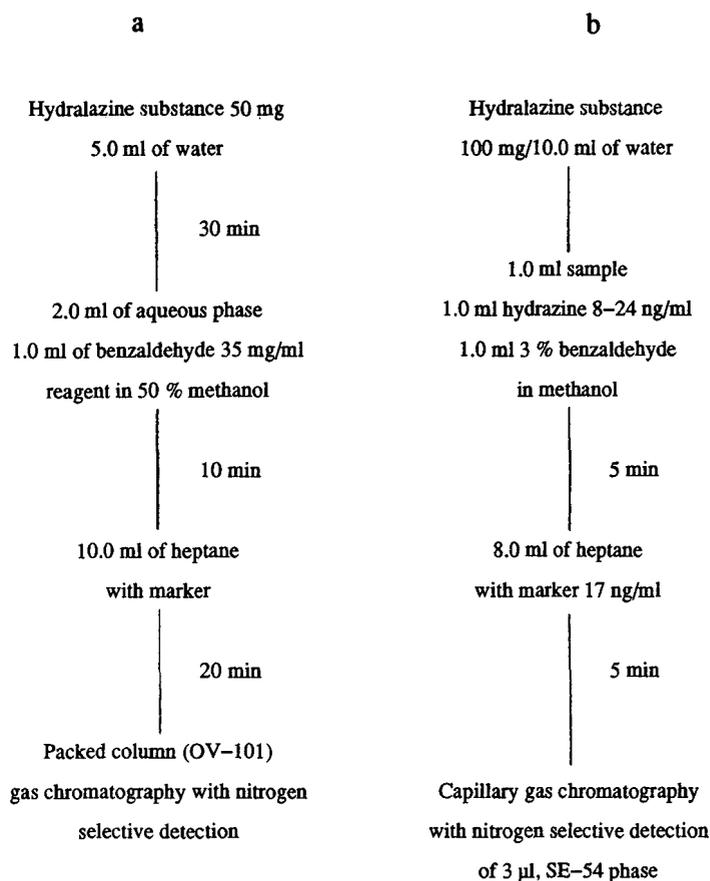 a
Hydralazine substance 50 mg
5.0 ml of water
30 min
2.0 ml of aqueous phase
1.0 ml of benzaldehyde 35 mg/ml
reagent in 50 % methanol
10 min
10.0 ml of heptane
with marker
20 min
Packed column (OV–101)
gas chromatography with nitrogen
selective detection
b
Hydralazine substance
100 mg/10.0 ml of water
1.0 ml sample
1.0 ml hydrazine 8–24 ng/ml
1.0 ml 3 % benzaldehyde
in methanol
5 min
8.0 ml of heptane
with marker 17 ng/ml
5 min
Capillary gas chromatography
with nitrogen selective detection
of 3 µl, SE–54 phase